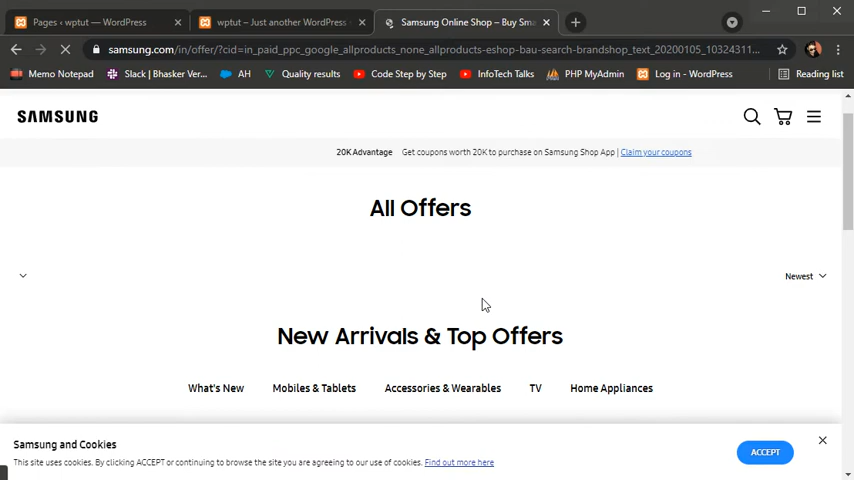 Pages ‹ wptut — WordPress
wptut – Just another WordPress
Samsung Online Shop – Buy Sma
samsung.com/in/offer/?cid=in_paid_ppc_google_allproducts_none_allproducts-eshop-bau-search-brandshop_text_20200105_10324311...
Memo Notepad
Slack | Bhasker Ver...
AH
Quality results
Code Step by Step
InfoTech Talks
PHP MyAdmin
Log in - WordPress
Reading list
SAMSUNG
20K Advantage Get coupons worth 20K to purchase on Samsung Shop App | Claim your coupons
All Offers
Newest
New Arrivals & Top Offers
What's New
Mobiles & Tablets
Accessories & Wearables
TV
Home Appliances
Samsung and Cookies
This site uses cookies. By clicking ACCEPT or continuing to browse the site you are agreeing to our use of cookies. Find out more here
ACCEPT